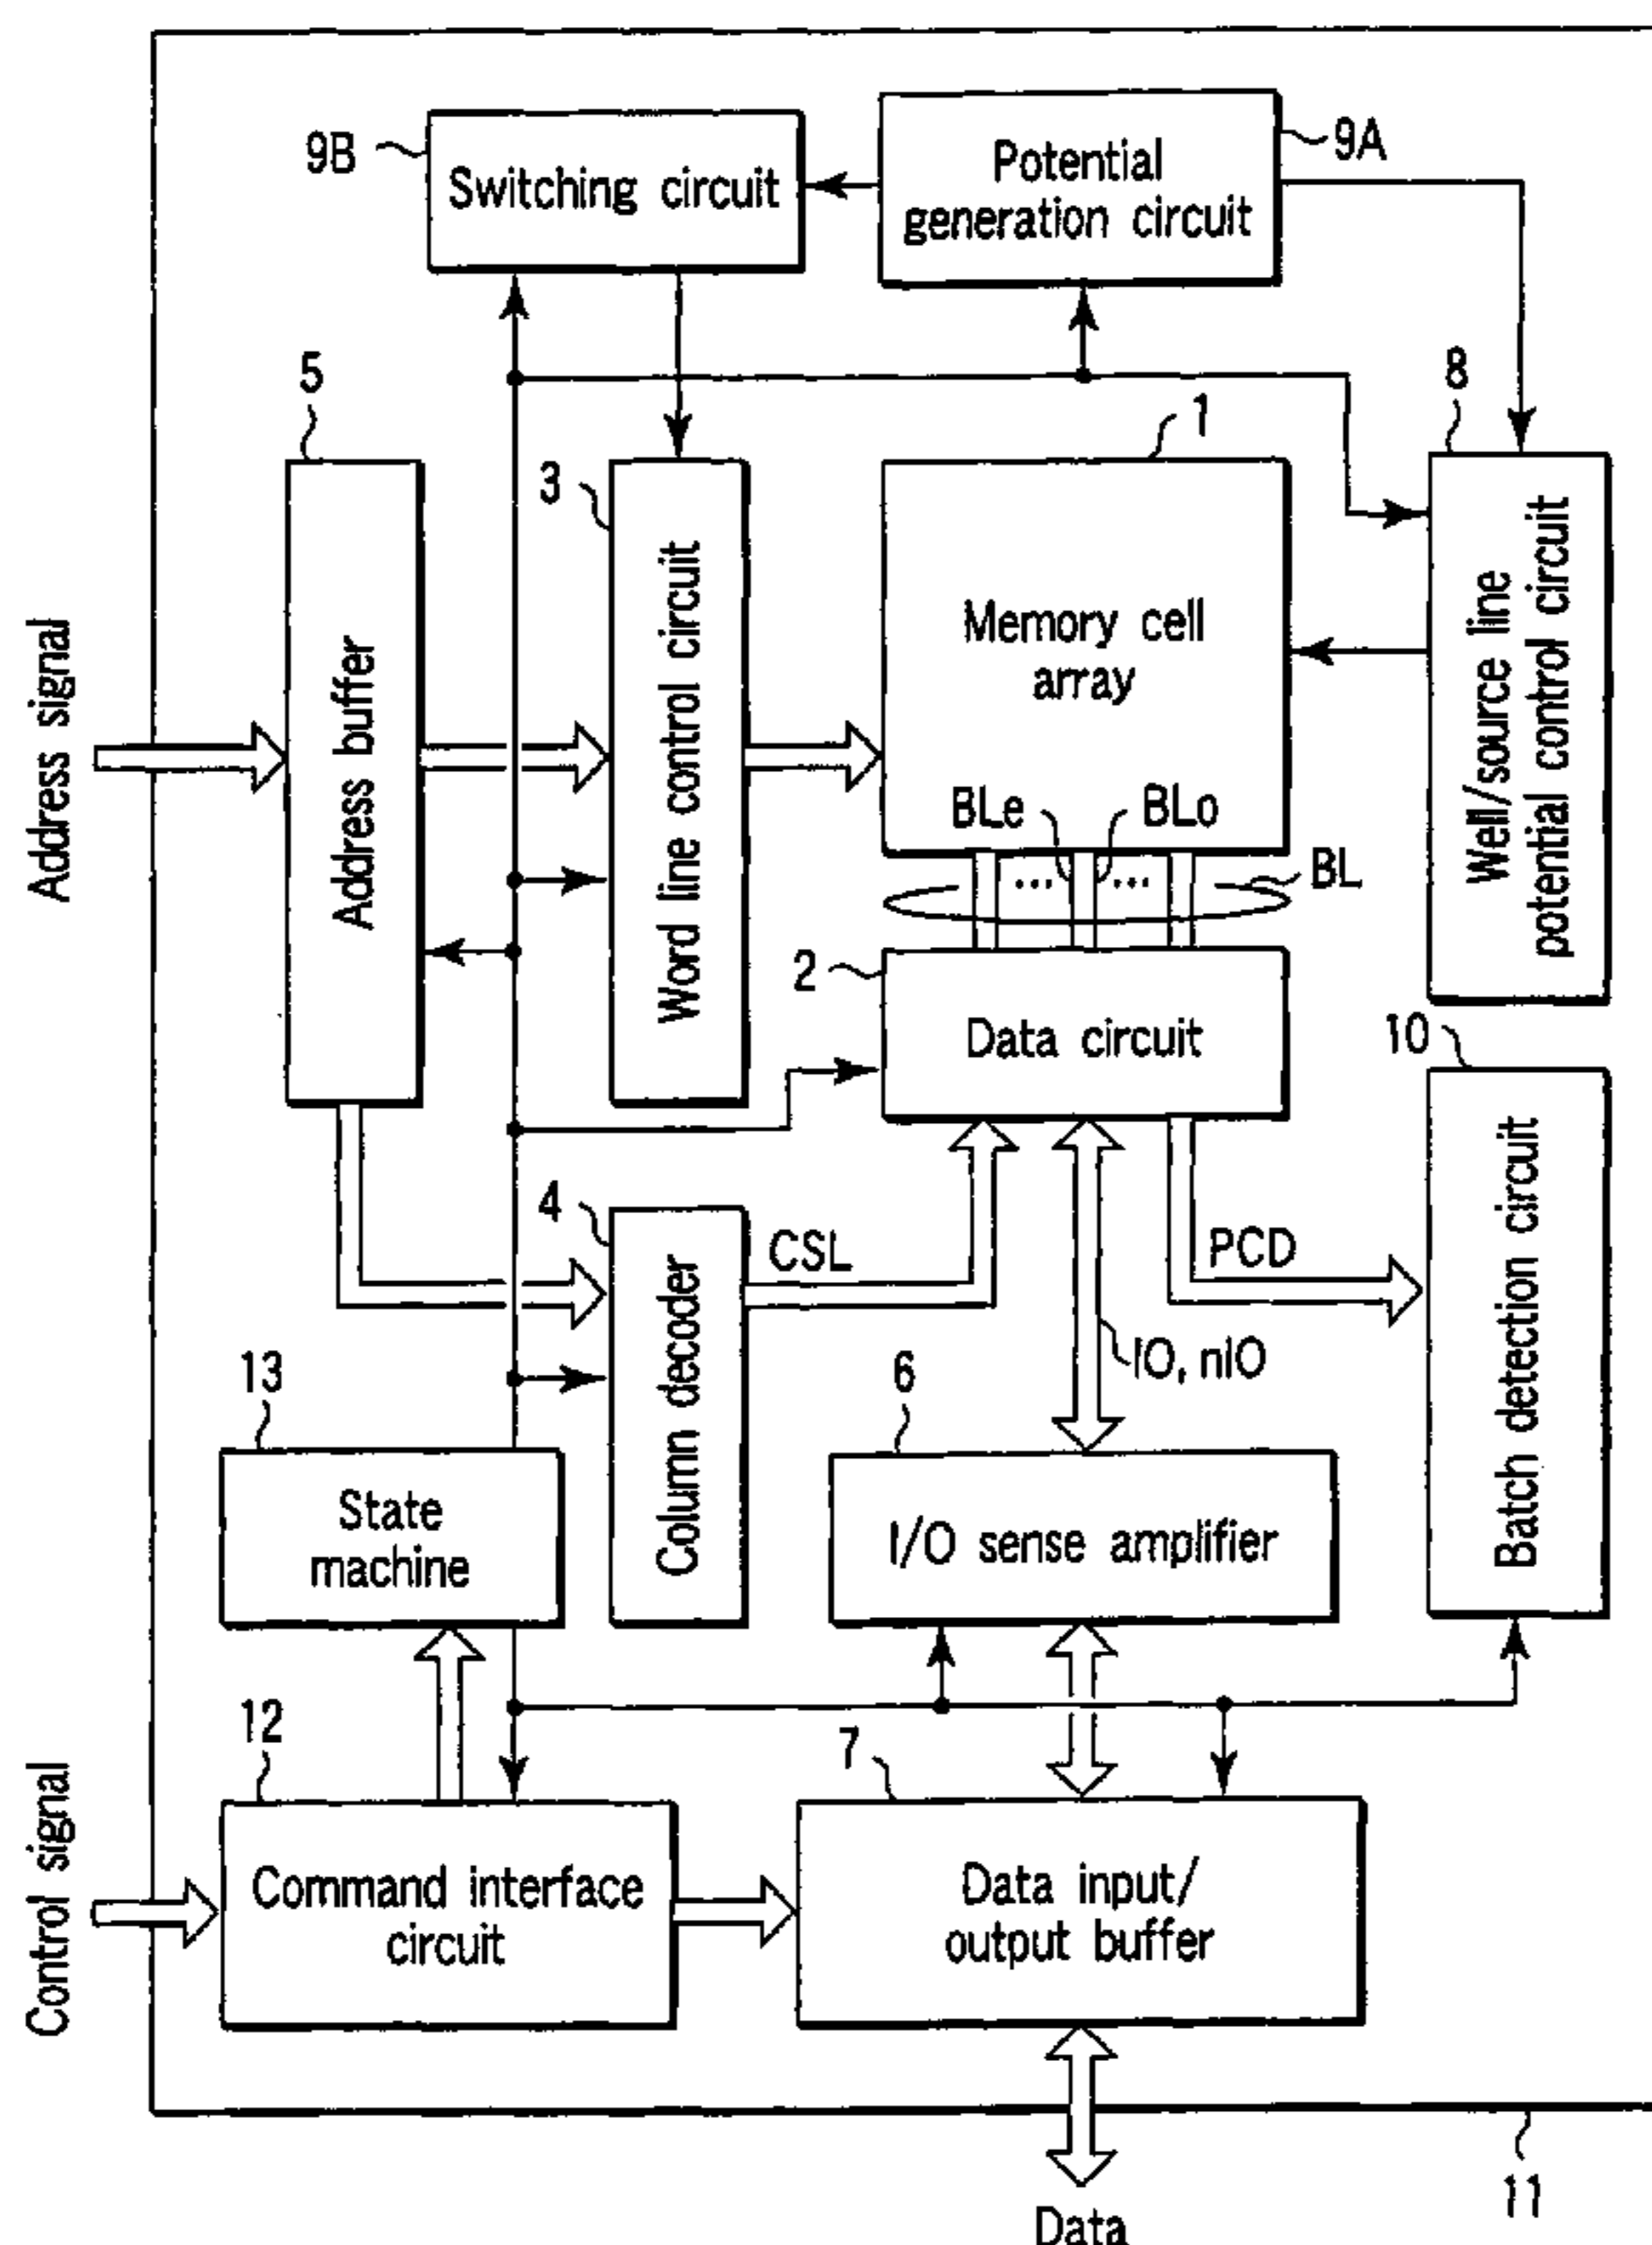 9B
Switching circuit
Potential
generation circuit
9A
5
3
1
8
Address signal
Address buffer
Word line control circuit
Memory cell
array
Well/source line
potential control circuit
BLe
BLo
... ...
BL
2
Data circuit
10
4
CSL
PCD
Column decoder
IO, nIO
Batch detection circuit
13
6
State
machine
I/O sense amplifier
12
7
Control signal
Command interface
circuit
Data input/
output buffer
11
Data